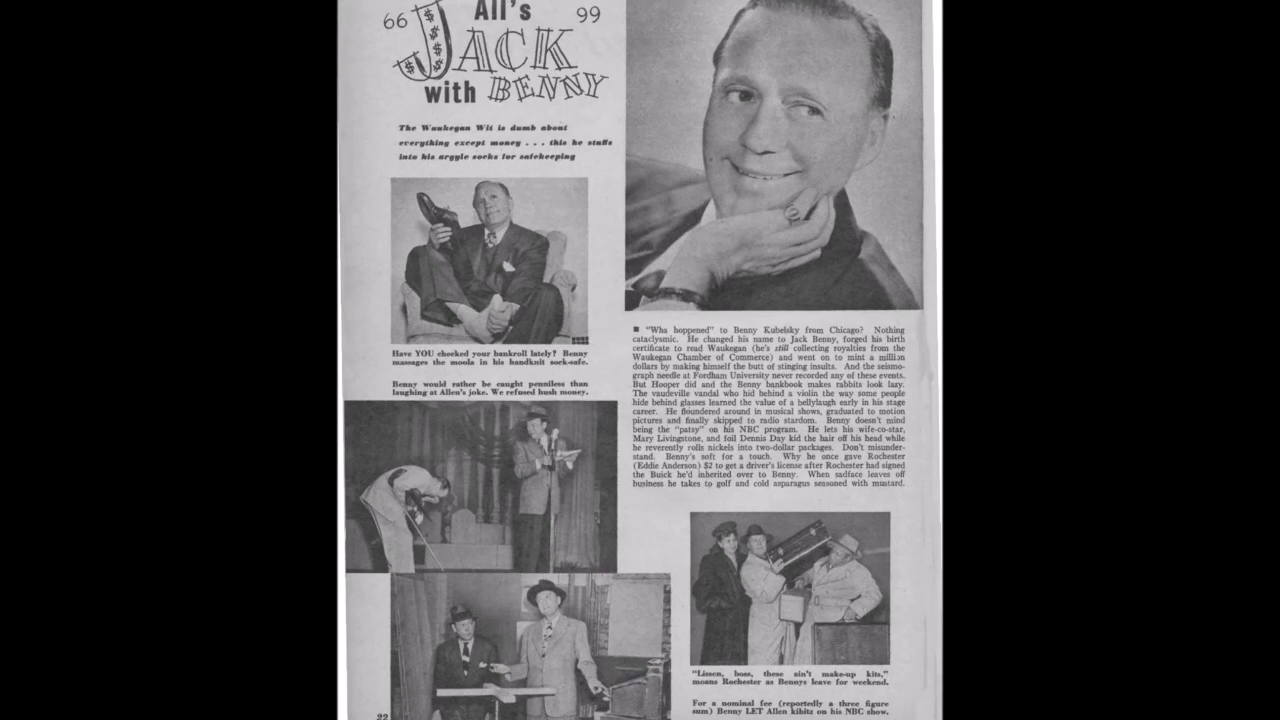 66 All's 99
JACK
with BENNY
The Waukegan Wit is dumb about
everything except money . . . this he stuffs
into his argyle socks for safekeeping
Have YOU checked your bankroll lately? Benny
massages the moola in his handknit sock-safe.
Benny would rather be caught penniless than
laughing at Allen's joke. We refused hush money.
■ "Wha hoppened" to Benny Kubelsky from Chicago? Nothing
cataclysmic. He changed his name to Jack Benny, forged his birth
certificate to read Waukegan (he's still collecting royalties from the
Waukegan Chamber of Commerce) and went on to mint a million
dollars by making himself the butt of stinging insults. And the seismo-
graph needle at Fordham University never recorded any of these events.
But Hooper did and the Benny bankbook makes rabbits look lazy.
The vaudeville vandal who hid behind a violin the way some people
hide behind glasses learned the value of a bellylaugh early in his stage
career. He floundered around in musical shows, graduated to motion
pictures and finally skipped to radio stardom. Benny doesn't mind
being the "patsy" on his NBC program. He lets his wife-co-star,
Mary Livingstone, and foil Dennis Day kid the hair off his head while
he reverently rolls nickels into two-dollar packages. Don't misunder-
stand. Benny's soft for a touch. Why he once gave Rochester
(Eddie Anderson) $2 to get a driver's license after Rochester had signed
the Buick he'd inherited over to Benny. When sadface leaves off
business he takes to golf and cold asparagus seasoned with mustard.
"Lissen, boss, these ain't make-up kits,"
moans Rochester as Bennys leave for weekend.
For a nominal fee (reportedly a three figure
sum) Benny LET Allen kibitz on his NBC show.
22